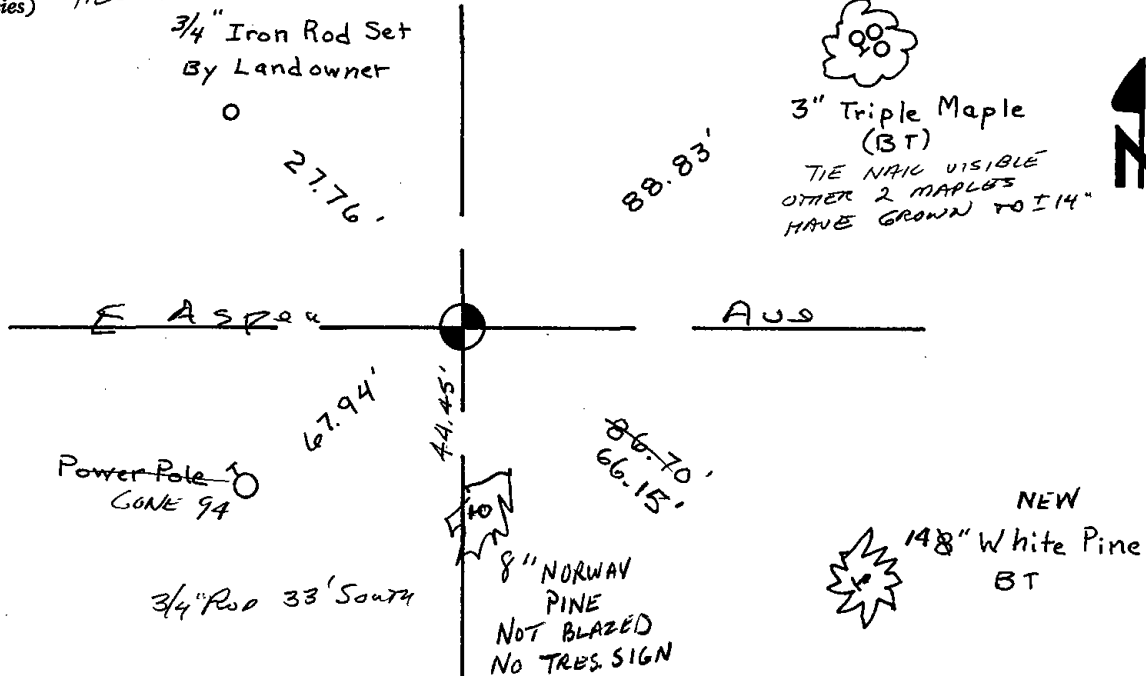 ies)
3/4" Iron Rod Set
By Landowner
27.76'
88.83'
3" Triple Maple
(BT)
TIE NAIL VISIBLE
OTHER 2 MAPLES
HAVE GROWN TO ± 14"
N
E Aspen Ave
67.94'
44.45'
86.70'
66.15'
Power Pole
GONE 94
3/4" ROD 33' SOUTH
8" NORWAY
PINE
NOT BLAZED
NO TRES. SIGN
NEW
148" White Pine
BT